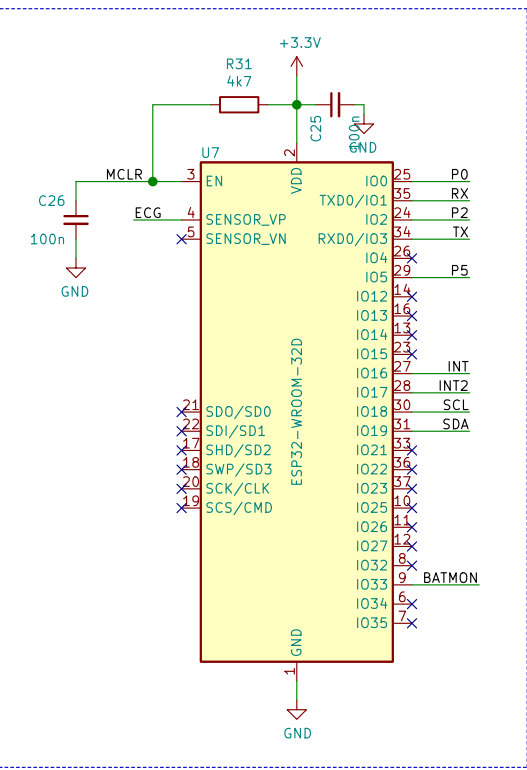 +3.3V
R31
4k7
C25
100n
GND
U7
2
VDD
MCLR
3 EN
IO0 25 P0
TXD0/IO1 35 RX
C26
100n
GND
ECG
4 SENSOR_VP
IO2 24 P2
5 SENSOR_VN
RXD0/IO3 34 TX
IO4 26
IO5 29 P5
IO12 14
IO13 16
IO14 13
IO15 23
ESP32-WROOM-32D
IO16 27 INT
IO17 28 INT2
21 SDO/SD0
IO18 30 SCL
22 SDI/SD1
IO19 31 SDA
17 SHD/SD2
IO21 33
18 SWP/SD3
IO22 36
20 SCK/CLK
IO23 37
19 SCS/CMD
IO25 10
IO26 11
IO27 12
IO32 8
IO33 9 BATMON
IO34 6
IO35 7
GND
1
GND